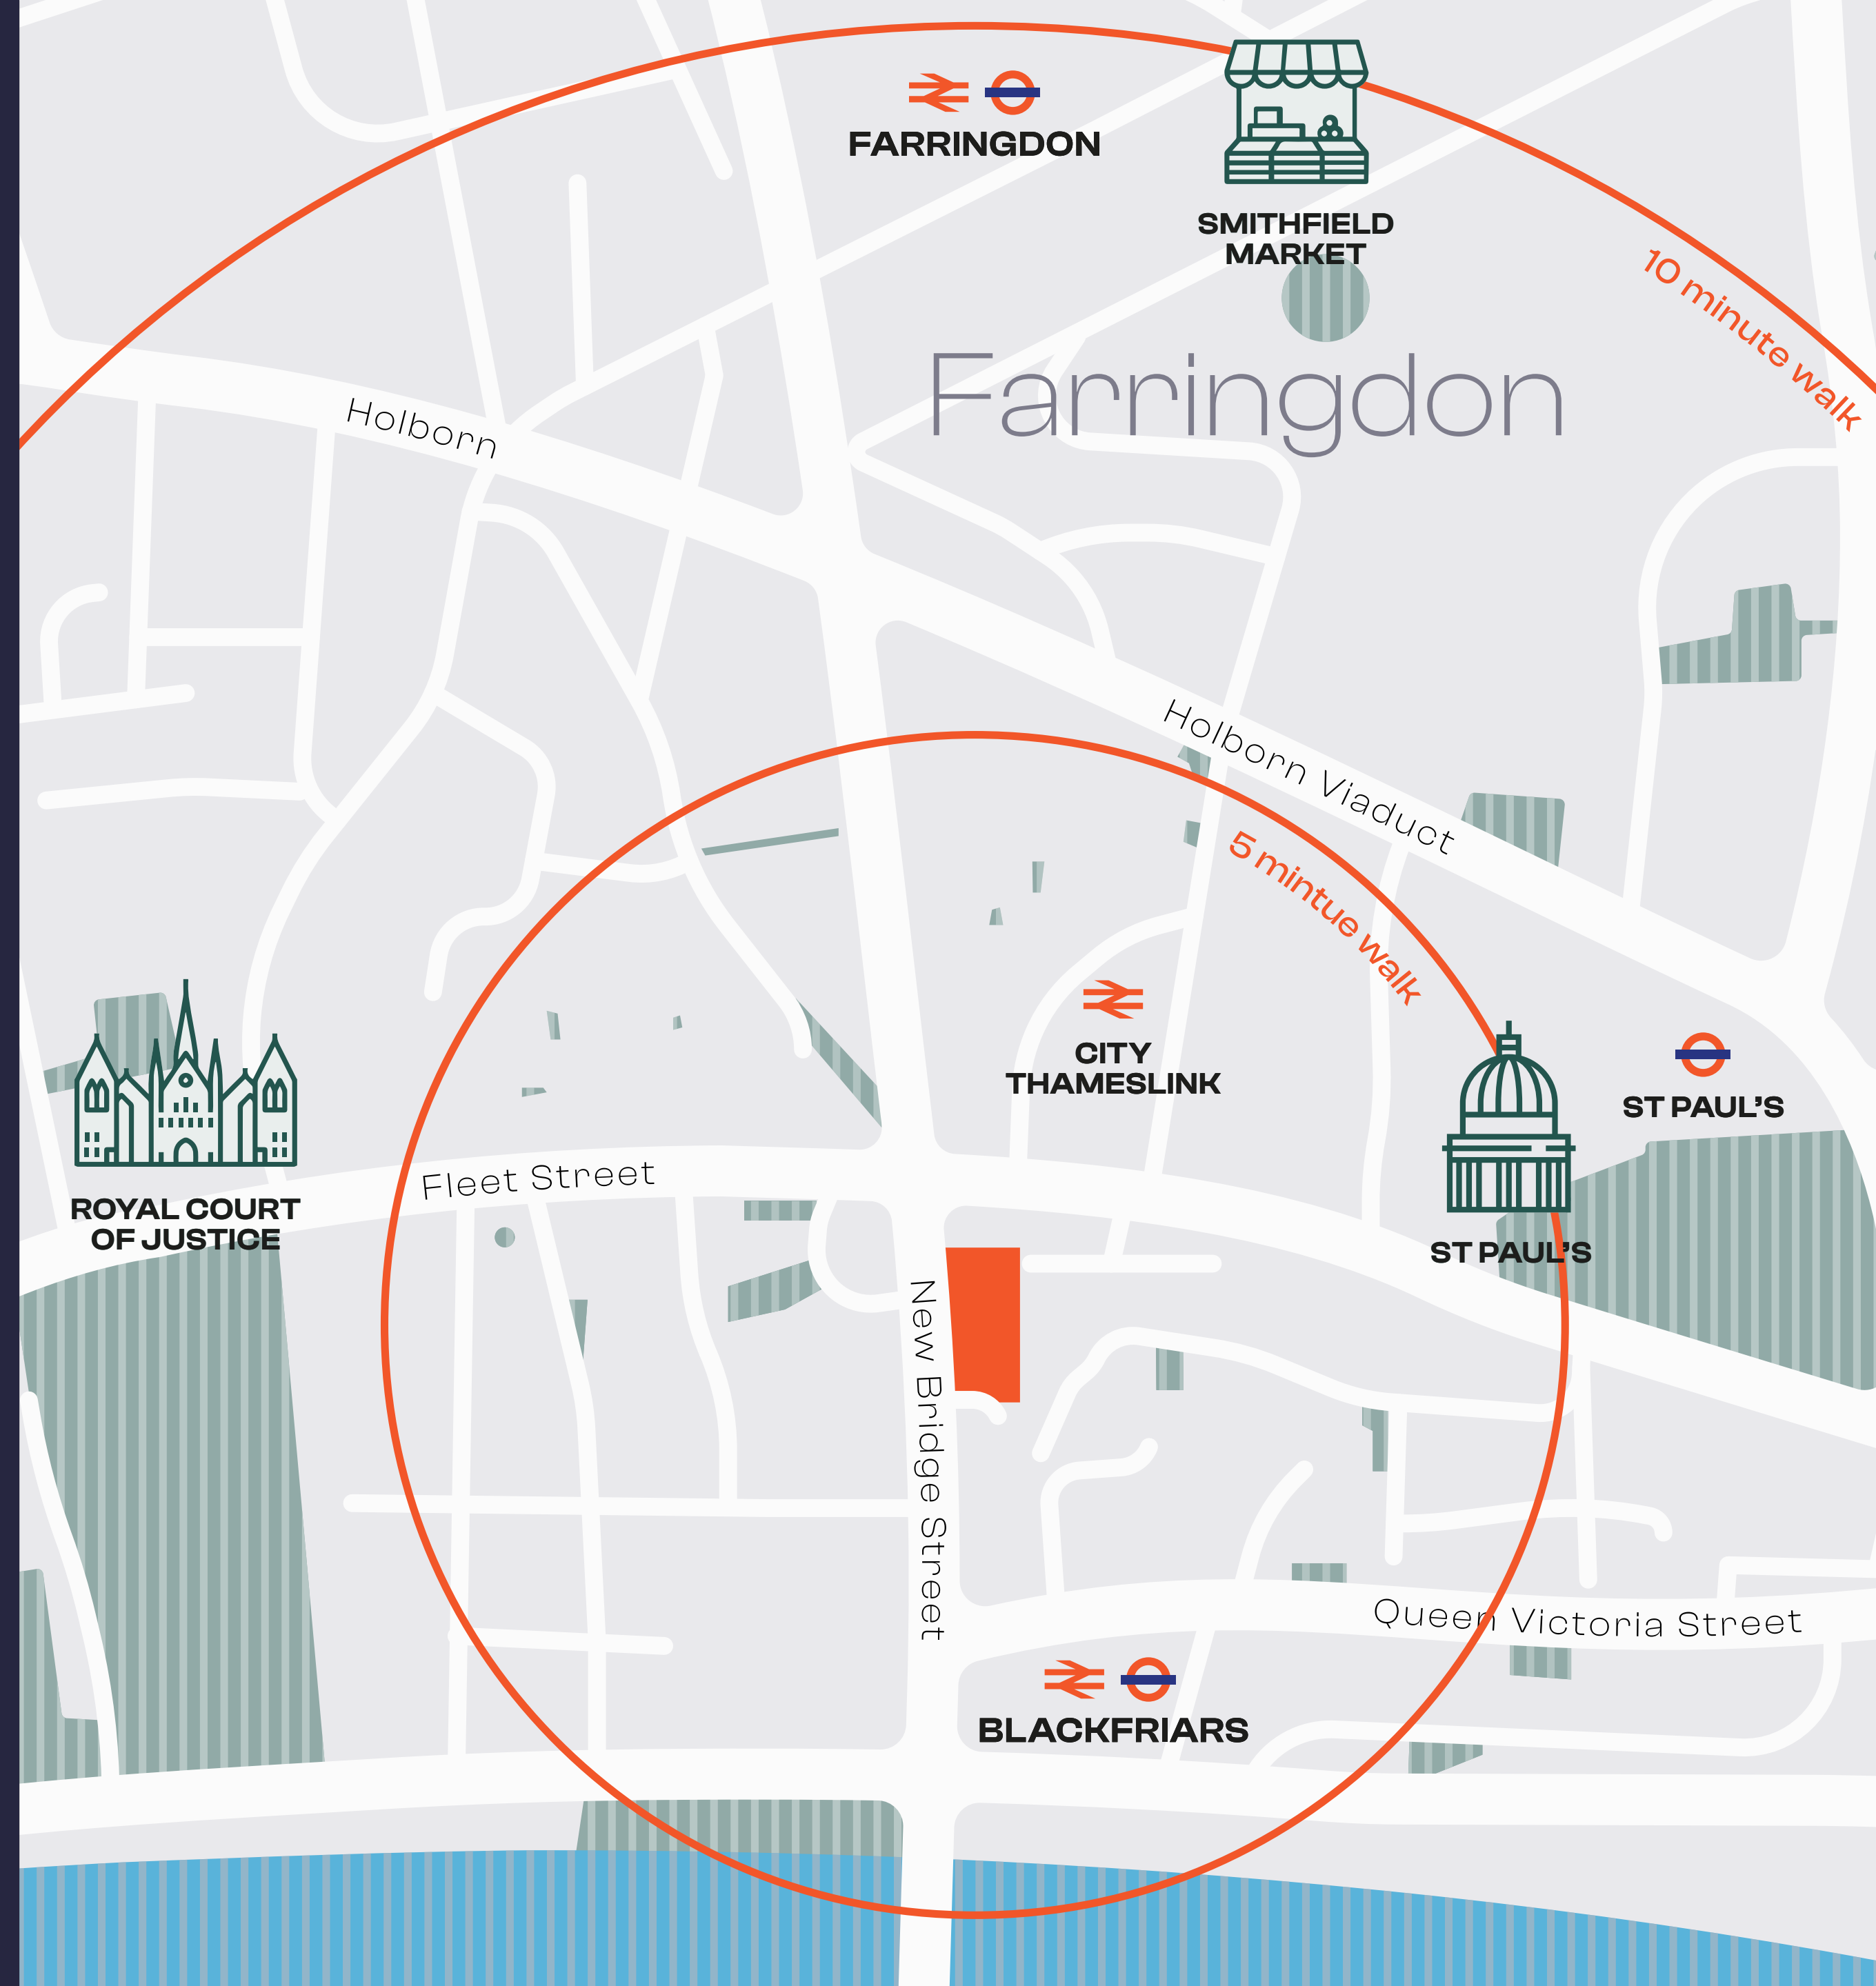 FARRINGDON
SMITHFIELD
MARKET
10 minute walk
Farringdon
Holborn
Holborn Viaduct
5 mintue walk
CITY
THAMESLINK
ST PAUL’S
ROYAL COURT
OF JUSTICE
Fleet Street
ST PAUL’S
New Bridge Street
Queen Victoria Street
BLACKFRIARS